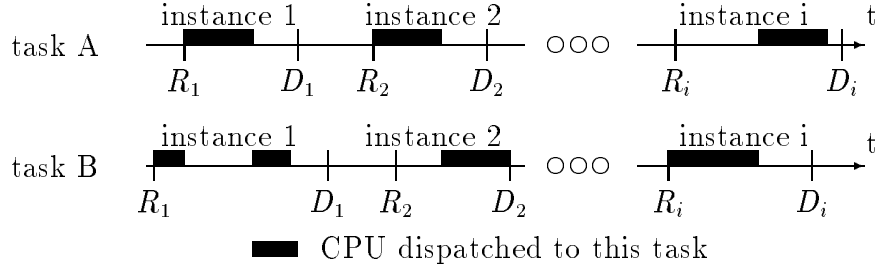 instance 1 instance 2 instance i t
task A ○○○
R₁ D₁ R₂ D₂ Rᵢ Dᵢ
instance 1 instance 2 instance i t
task B ○○○
R₁ D₁ R₂ D₂ Rᵢ Dᵢ
CPU dispatched to this task